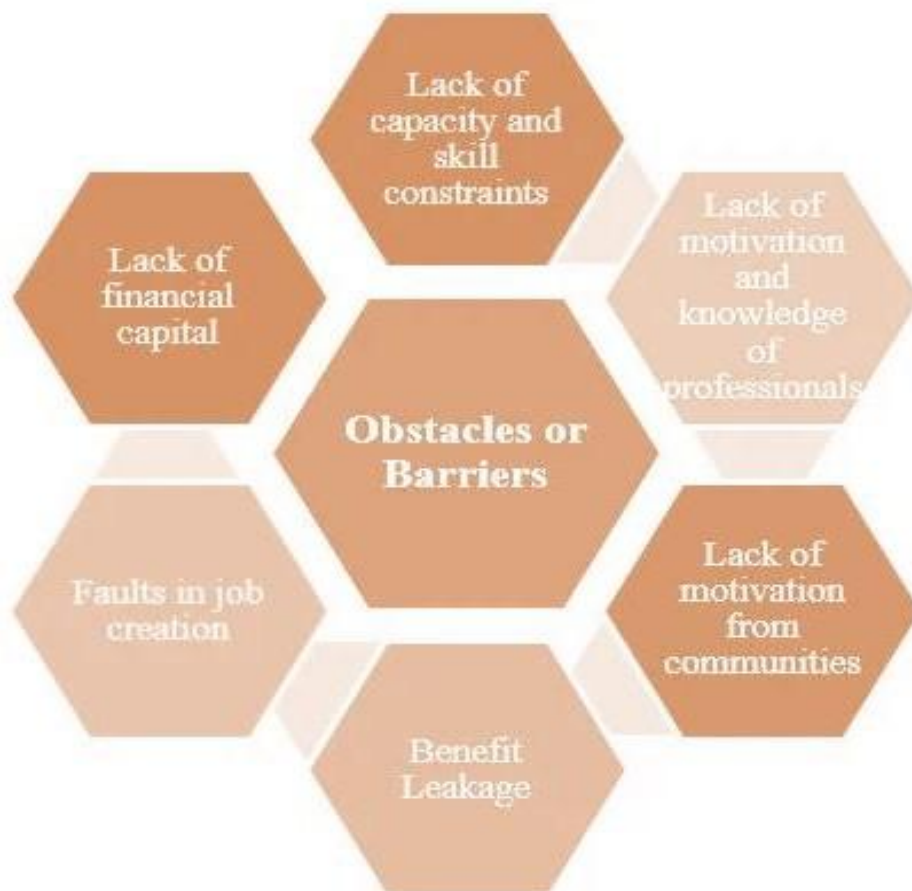 Lack of
capacity and
skill
constraints
Lack of
motivation
and
knowledge
of
professionals
Lack of
motivation
from
communities
Benefit
Leakage
Faults in job
creation
Lack of
financial
capital
Obstacles or
Barriers